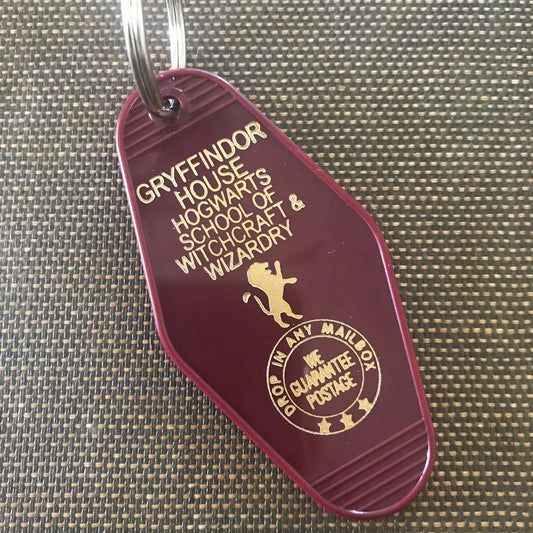 GRYFFINDOR
HOUSE
HOGWARTS
SCHOOL OF
WITCHCRAFT &
WIZARDRY
DROP IN ANY MAILBOX
WE
GUARANTEE
POSTAGE